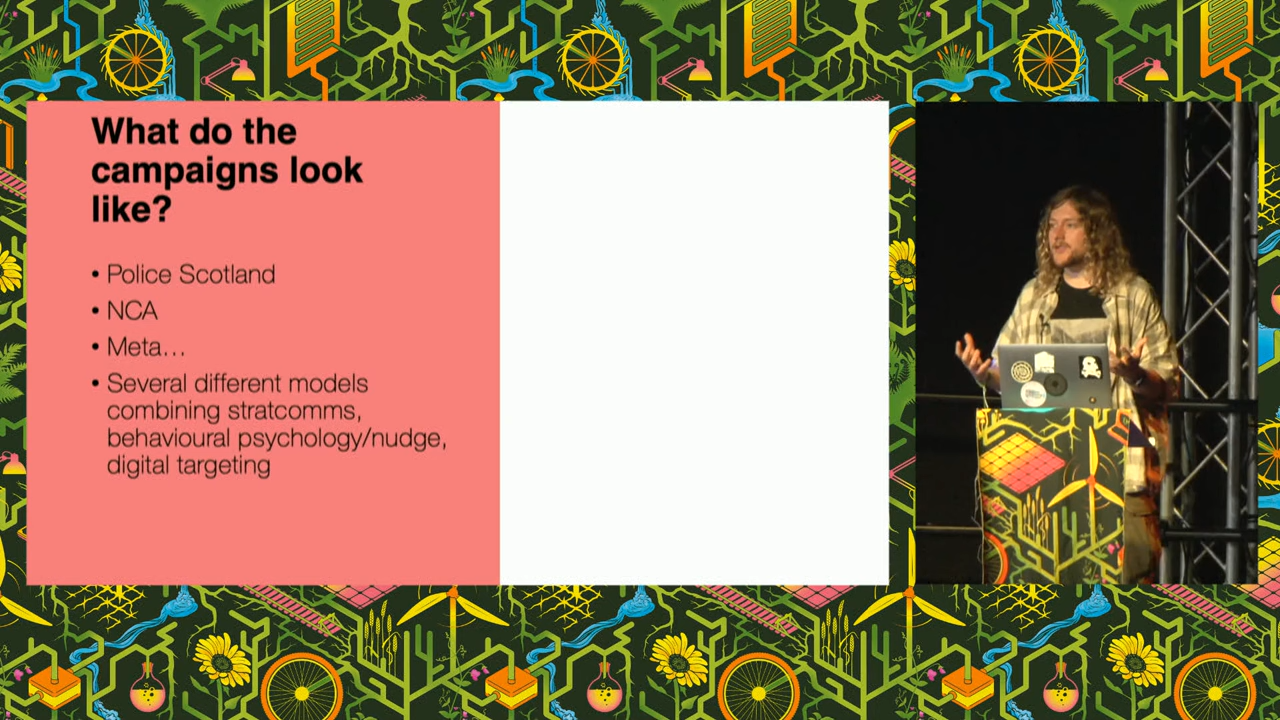 What do the
campaigns look
like?
• Police Scotland
• NCA
• Meta…
• Several different models
combining stratcomms,
behavioural psychology/nudge,
digital targeting